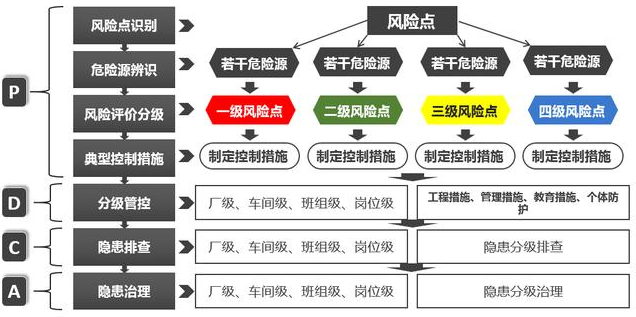 风险点识别
风险点
危险源辨识
若干危险源
若干危险源
若干危险源
若干危险源
P
风险评价分级
一级风险点
二级风险点
三级风险点
四级风险点
典型控制措施
制定控制措施
制定控制措施
制定控制措施
制定控制措施
D
分级管控
厂级、车间级、班组级、岗位级
工程措施、管理措施、教育措施、个体防
护
C
隐患排查
厂级、车间级、班组级、岗位级
隐患分级排查
A
隐患治理
厂级、车间级、班组级、岗位级
隐患分级治理